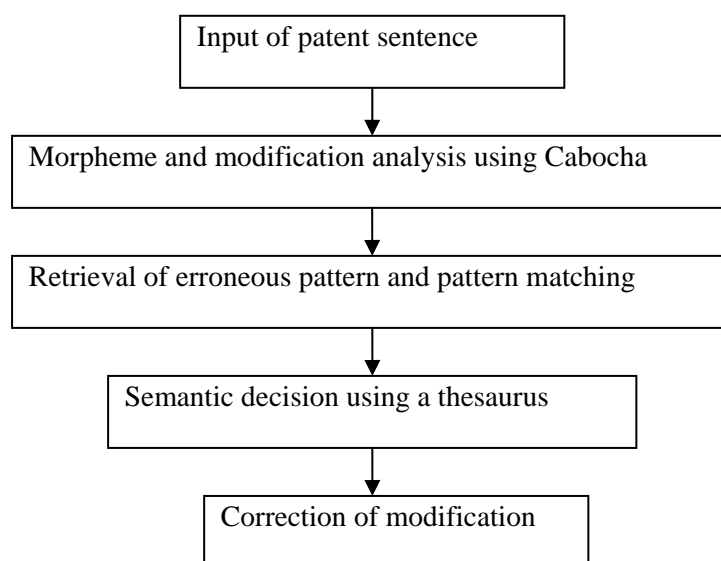 Input of patent sentence
Morpheme and modification analysis using Cabocha
Retrieval of erroneous pattern and pattern matching
Semantic decision using a thesaurus
Correction of modification